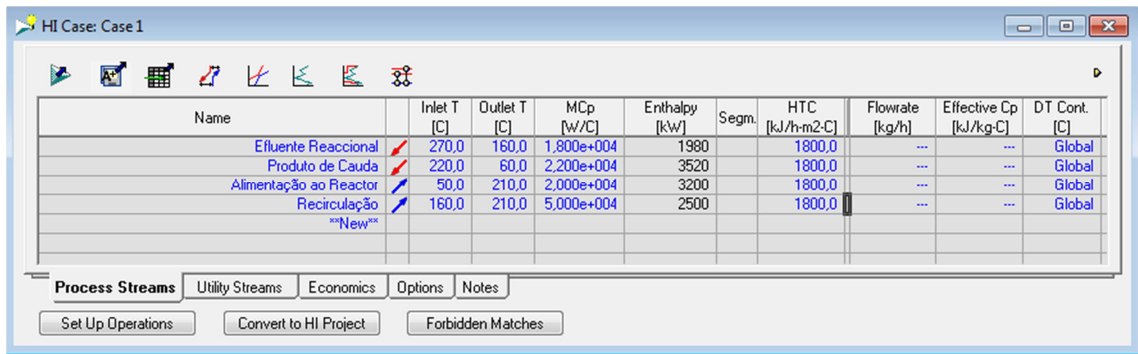 HI Case: Case 1
Name Inlet T [C] Outlet T [C] MCp [W/C] Enthalpy [kW] Segm. HTC [kJ/h-m2-C] Flowrate [kg/h] Effective Cp [kJ/kg-C] DT Cont. [C]
Efluente Reaccional 270,0 160,0 1,800e+004 1980 1800,0 --- --- Global
Produto de Cauda 220,0 60,0 2,200e+004 3520 1800,0 --- --- Global
Alimentação ao Reactor 50,0 210,0 2,000e+004 3200 1800,0 --- --- Global
Recirculação 160,0 210,0 5,000e+004 2500 1800,0 --- --- Global
**New**
Process Streams Utility Streams Economics Options Notes
Set Up Operations Convert to HI Project Forbidden Matches